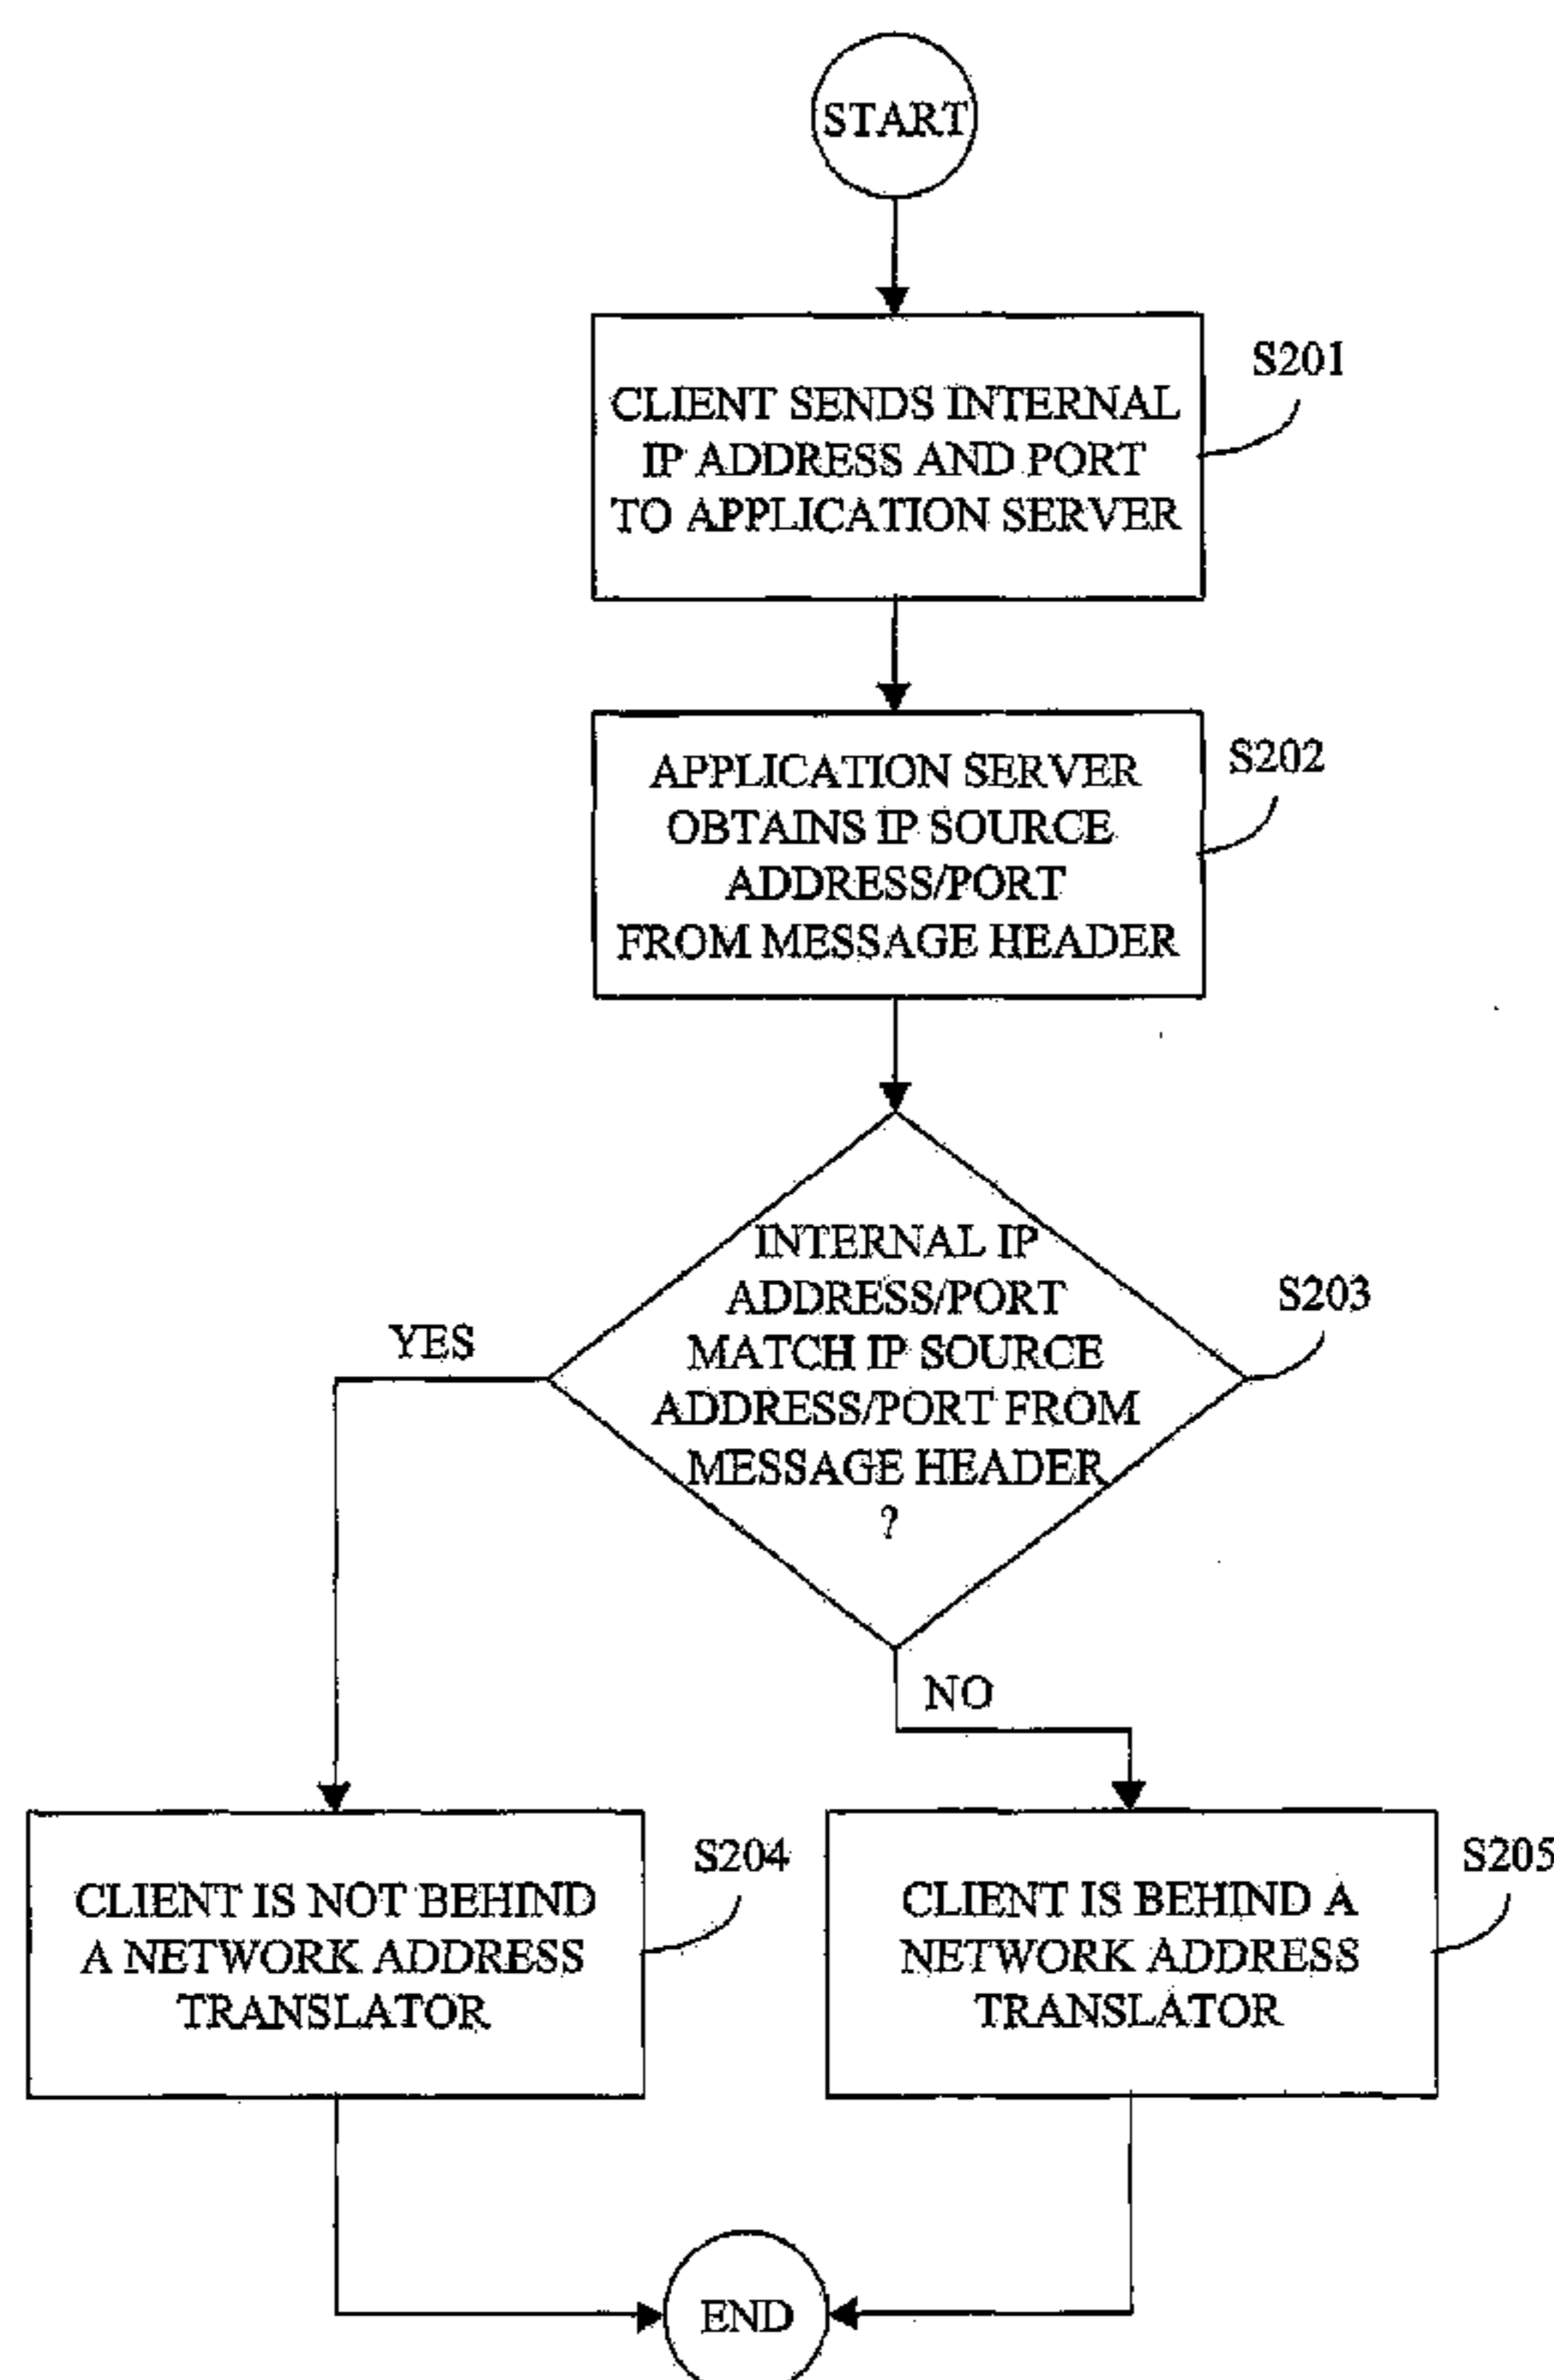 START
CLIENT SENDS INTERNAL
IP ADDRESS AND PORT
TO APPLICATION SERVER
S201
APPLICATION SERVER
OBTAINS IP SOURCE
ADDRESS/PORT
FROM MESSAGE HEADER
S202
INTERNAL IP
ADDRESS/PORT
MATCH IP SOURCE
ADDRESS/PORT FROM
MESSAGE HEADER
?
S203
YES
NO
CLIENT IS NOT BEHIND
A NETWORK ADDRESS
TRANSLATOR
S204
CLIENT IS BEHIND A
NETWORK ADDRESS
TRANSLATOR
S205
END